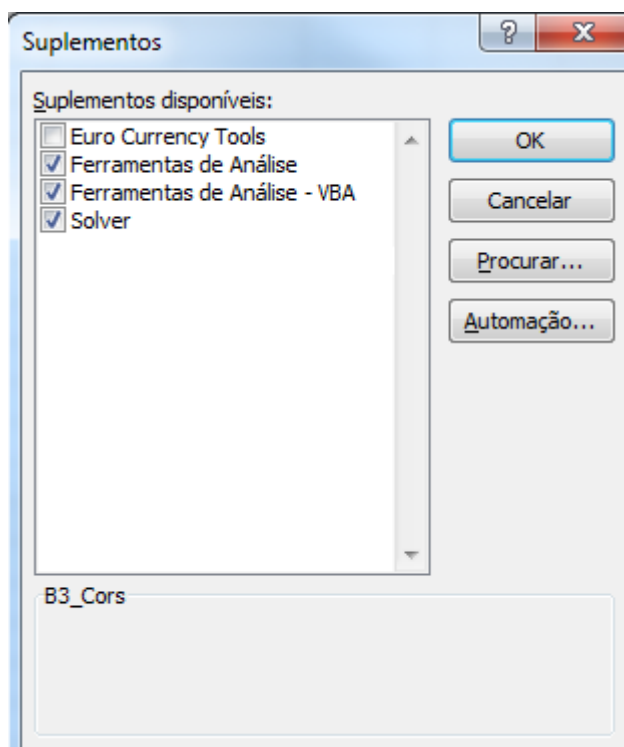 Suplementos
Suplementos disponíveis:
Euro Currency Tools
Ferramentas de Análise
Ferramentas de Análise - VBA
Solver
OK
Cancelar
Procurar...
Automação...
B3_Cors